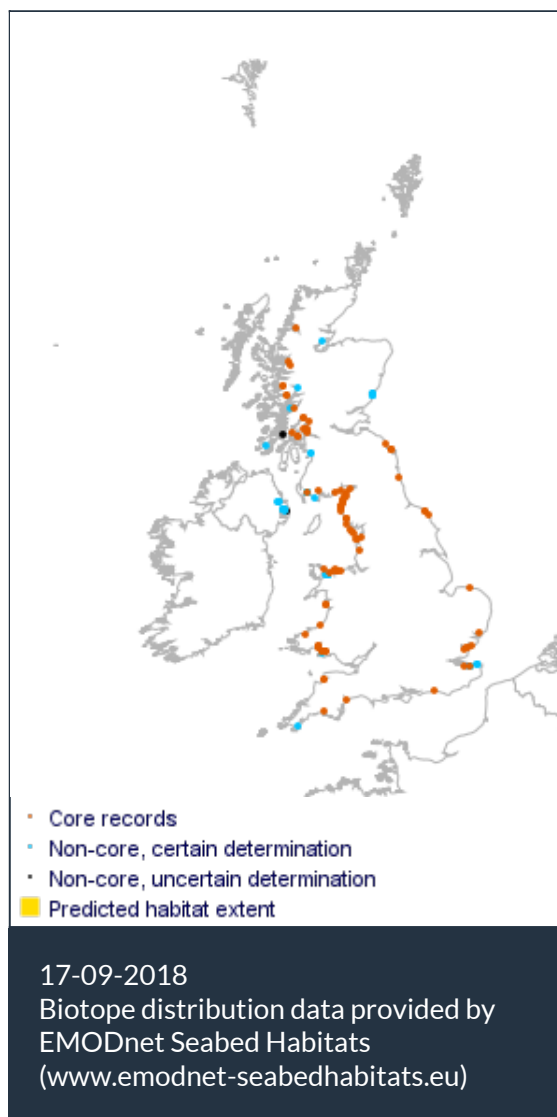 Core records
Non-core, certain determination
Non-core, uncertain determination
Predicted habitat extent
17-09-2018
Biotope distribution data provided by
EMODnet Seabed Habitats
(www.emodnet-seabedhabitats.eu)